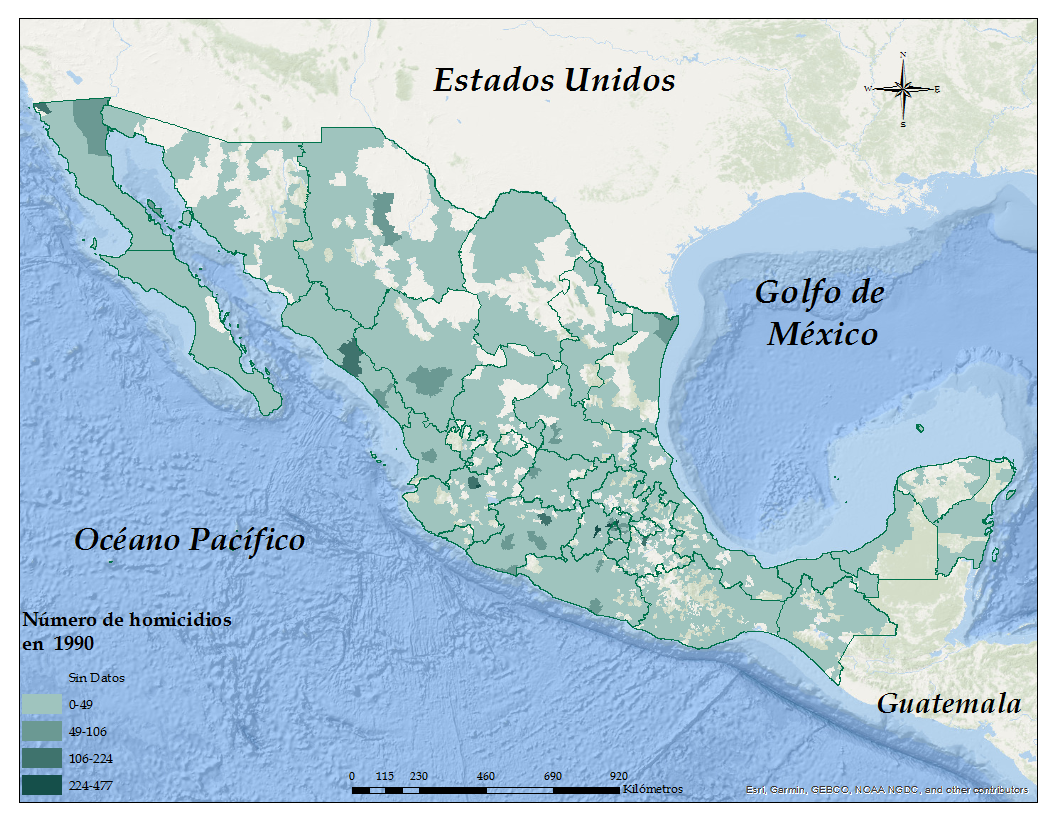 Estados Unidos
N
W
E
S
Golfo de
México
Océano Pacífico
Número de homicidios
en 1990
Sin Datos
0-49
49-106
106-224
224-477
Guatemala
0 115 230 460 690 920
Kilómetros
Esri, Garmin, GEBCO, NOAA NGDC, and other contributors